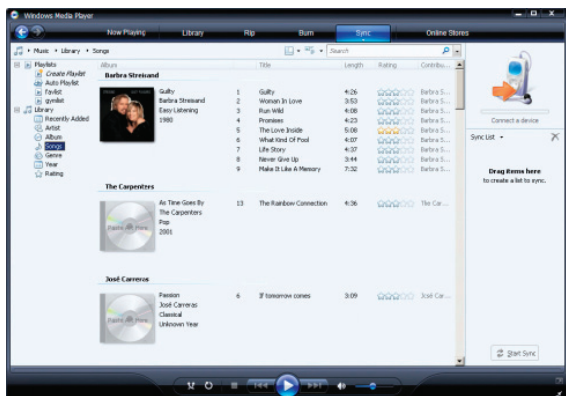 Windows Media Player
Now Playing Library Rip Burn Sync Online Stores
Music Library Songs Search
Playlists
Create Playlist
Auto Playlist
favlist
gymlist
Library
Recently Added
Artist
Album
Songs
Genre
Year
Rating
Album Title Length Rating Contribu...
Barbra Streisand
Guilty
Barbra Streisand
Easy Listening
1980
1 Guilty 4:26 Barbra S...
2 Woman In Love 3:53 Barbra S...
3 Run Wild 4:08 Barbra S...
4 Promises 4:23 Barbra S...
5 The Love Inside 5:08 Barbra S...
6 What Kind Of Fool 4:07 Barbra S...
7 Life Story 4:37 Barbra S...
8 Never Give Up 3:44 Barbra S...
9 Make It Like A Memory 7:32 Barbra S...
The Carpenters
Paste Art Here
As Time Goes By
The Carpenters
Pop
2001
13 The Rainbow Connection 4:36 The Car...
José Carreras
Paste Art Here
Passion
José Carreras
Classical
Unknown Year
6 If tomorrow comes 3:09 José Car...
Connect a device
Sync List
Drag items here
to create a list to sync.
Start Sync